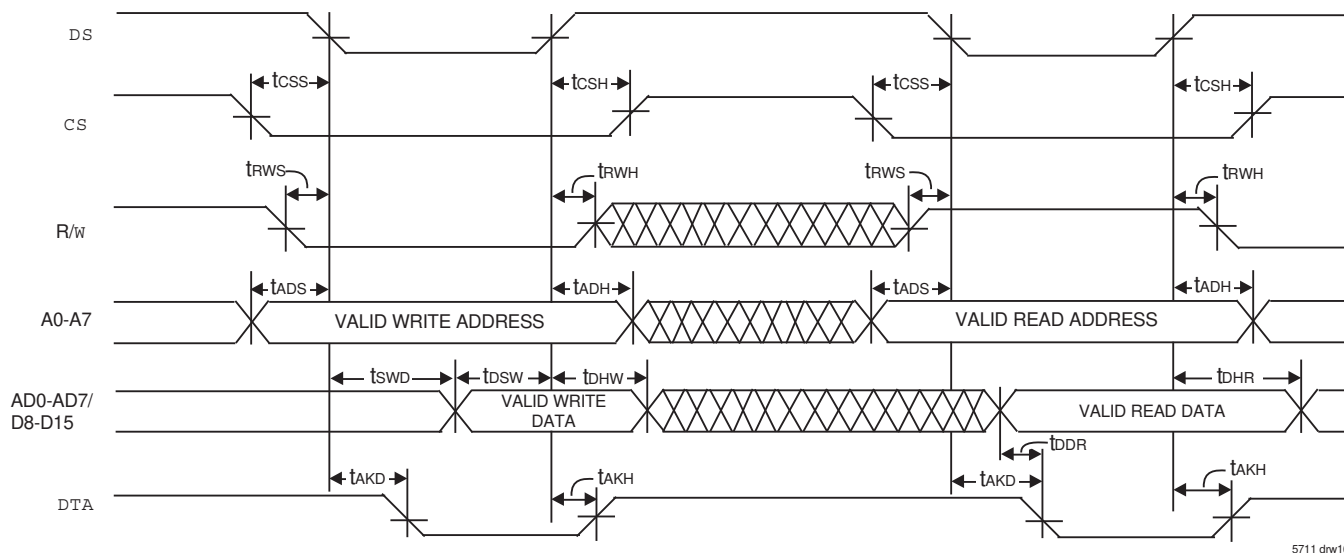 DS
tCSS tCSH tCSS tCSH
CS
tRWS tRWH tRWS tRWH
R/W
tADS tADH tADS tADH
A0-A7 VALID WRITE ADDRESS VALID READ ADDRESS
tSWD tDSW tDHW tDHR
AD0-AD7/
D8-D15
VALID WRITE
DATA
VALID READ DATA
tDDR
tAKD tAKH tAKD tAKH
DTA